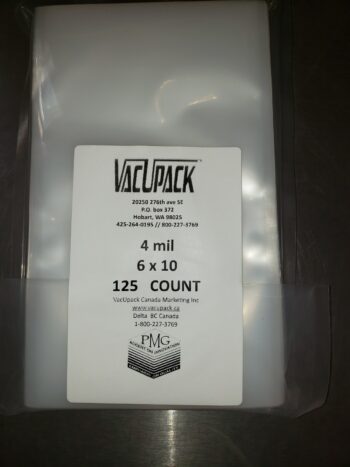 VACUPACK
20250 276th ave SE
P.O. box 372
Hobart, WA 98025
425-264-0195 // 800-227-3769
4 mil
6 x 10
125 COUNT
VacUpack Canada Marketing Inc
www.vacupack.ca
Delta BC Canada
1-800-227-3769
PMG